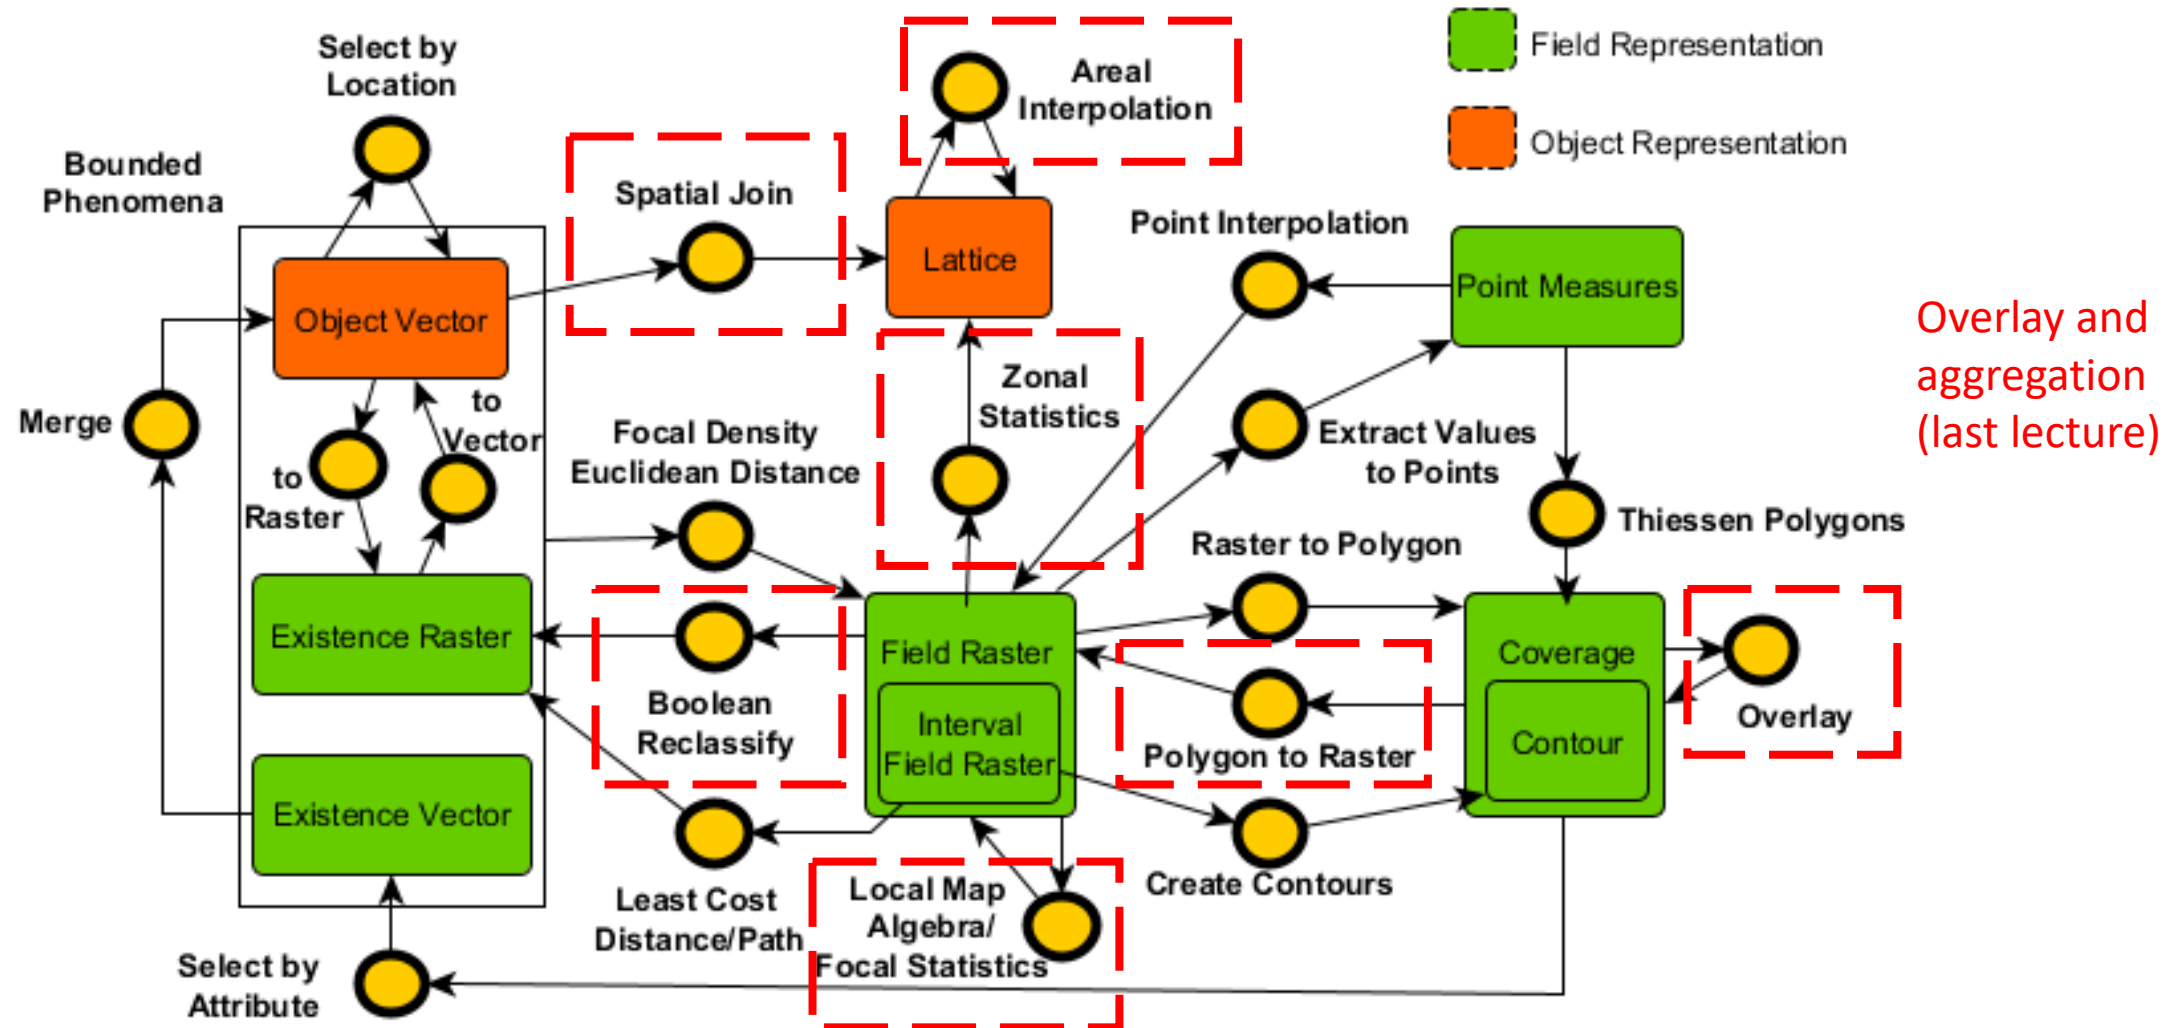 Select by
Location
Areal
Interpolation
Field Representation
Object Representation
Bounded
Phenomena
Spatial Join
Point Interpolation
Lattice
Point Measures
Object Vector
Overlay and
aggregation
(last lecture)
Merge
to
Vector
to
Raster
Focal Density
Euclidean Distance
Zonal
Statistics
Extract Values
to Points
Thiessen Polygons
Raster to Polygon
Existence Raster
Boolean
Reclassify
Field Raster
Interval
Field Raster
Polygon to Raster
Coverage
Contour
Overlay
Existence Vector
Least Cost
Distance/Path
Local Map
Algebra/
Focal Statistics
Create Contours
Select by
Attribute